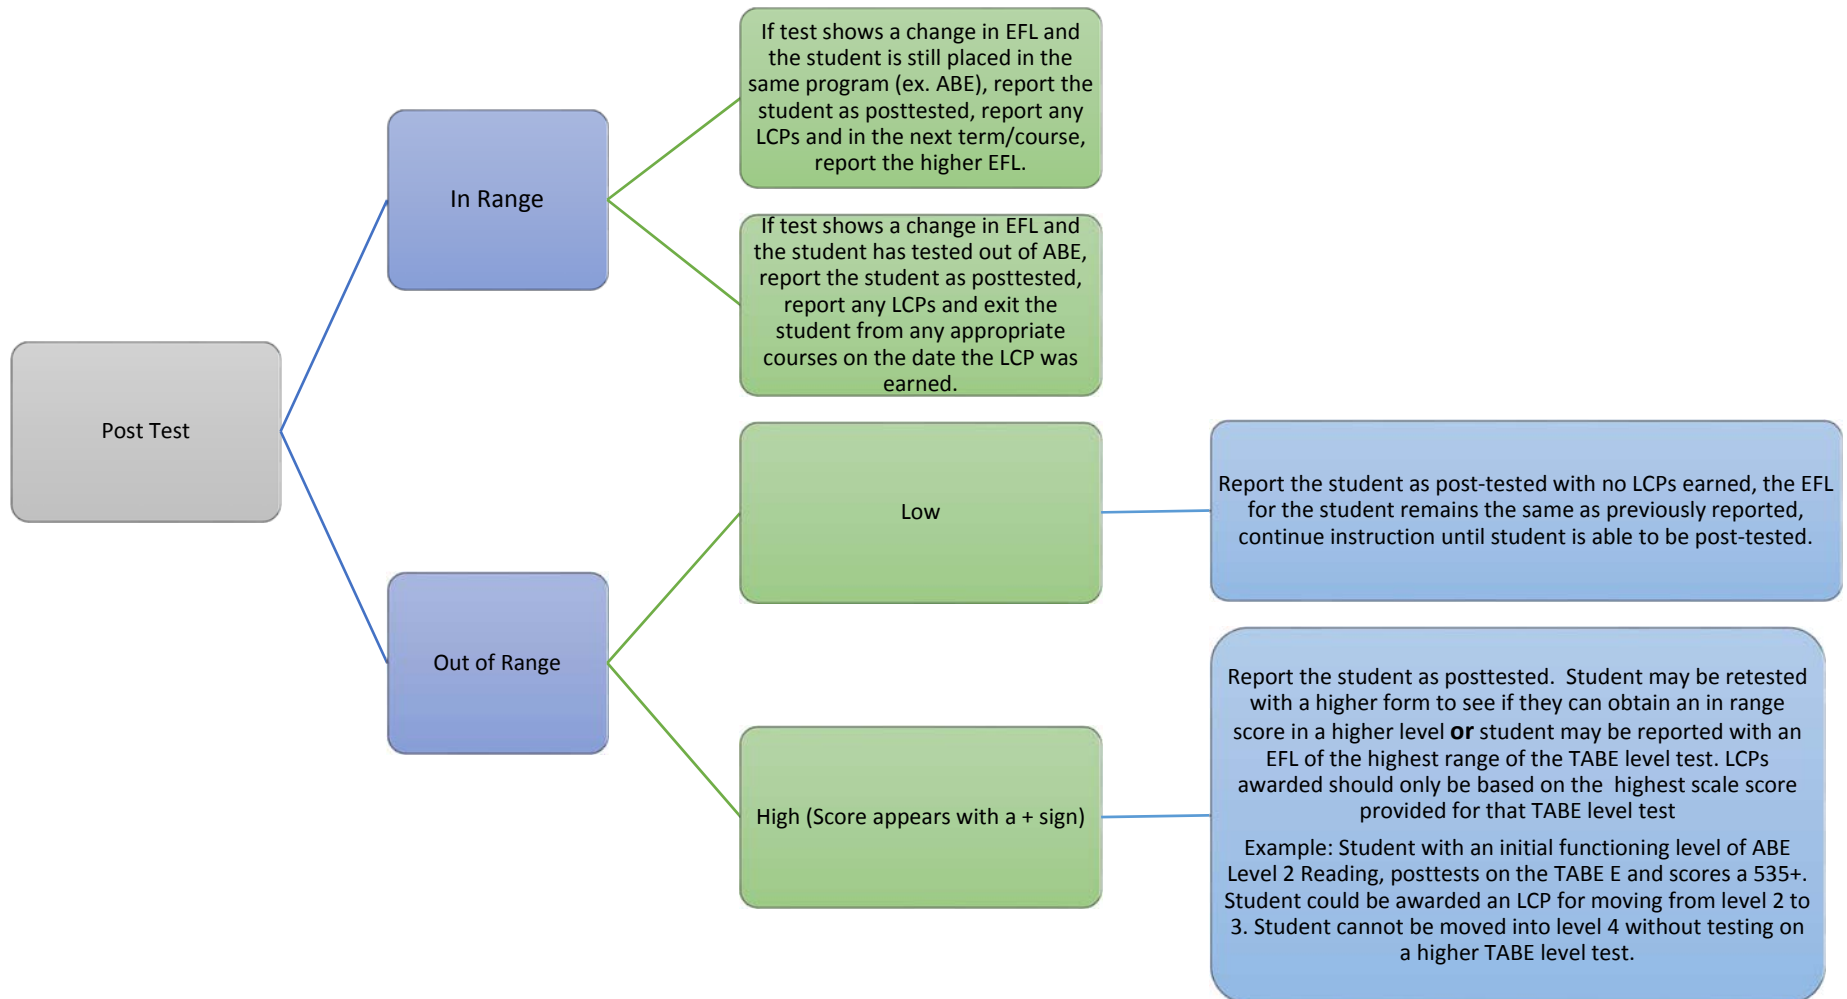 Post Test
In Range
If test shows a change in EFL and
the student is still placed in the
same program (ex. ABE), report the
student as posttested, report any
LCPs and in the next term/course,
report the higher EFL.
If test shows a change in EFL and
the student has tested out of ABE,
report the student as posttested,
report any LCPs and exit the
student from any appropriate
courses on the date the LCP was
earned.
Out of Range
Low
Report the student as post-tested with no LCPs earned, the EFL
for the student remains the same as previously reported,
continue instruction until student is able to be post-tested.
High (Score appears with a + sign)
Report the student as posttested. Student may be retested
with a higher form to see if they can obtain an in range
score in a higher level or student may be reported with an
EFL of the highest range of the TABE level test. LCPs
awarded should only be based on the highest scale score
provided for that TABE level test
Example: Student with an initial functioning level of ABE
Level 2 Reading, posttests on the TABE E and scores a 535+.
Student could be awarded an LCP for moving from level 2 to
3. Student cannot be moved into level 4 without testing on
a higher TABE level test.